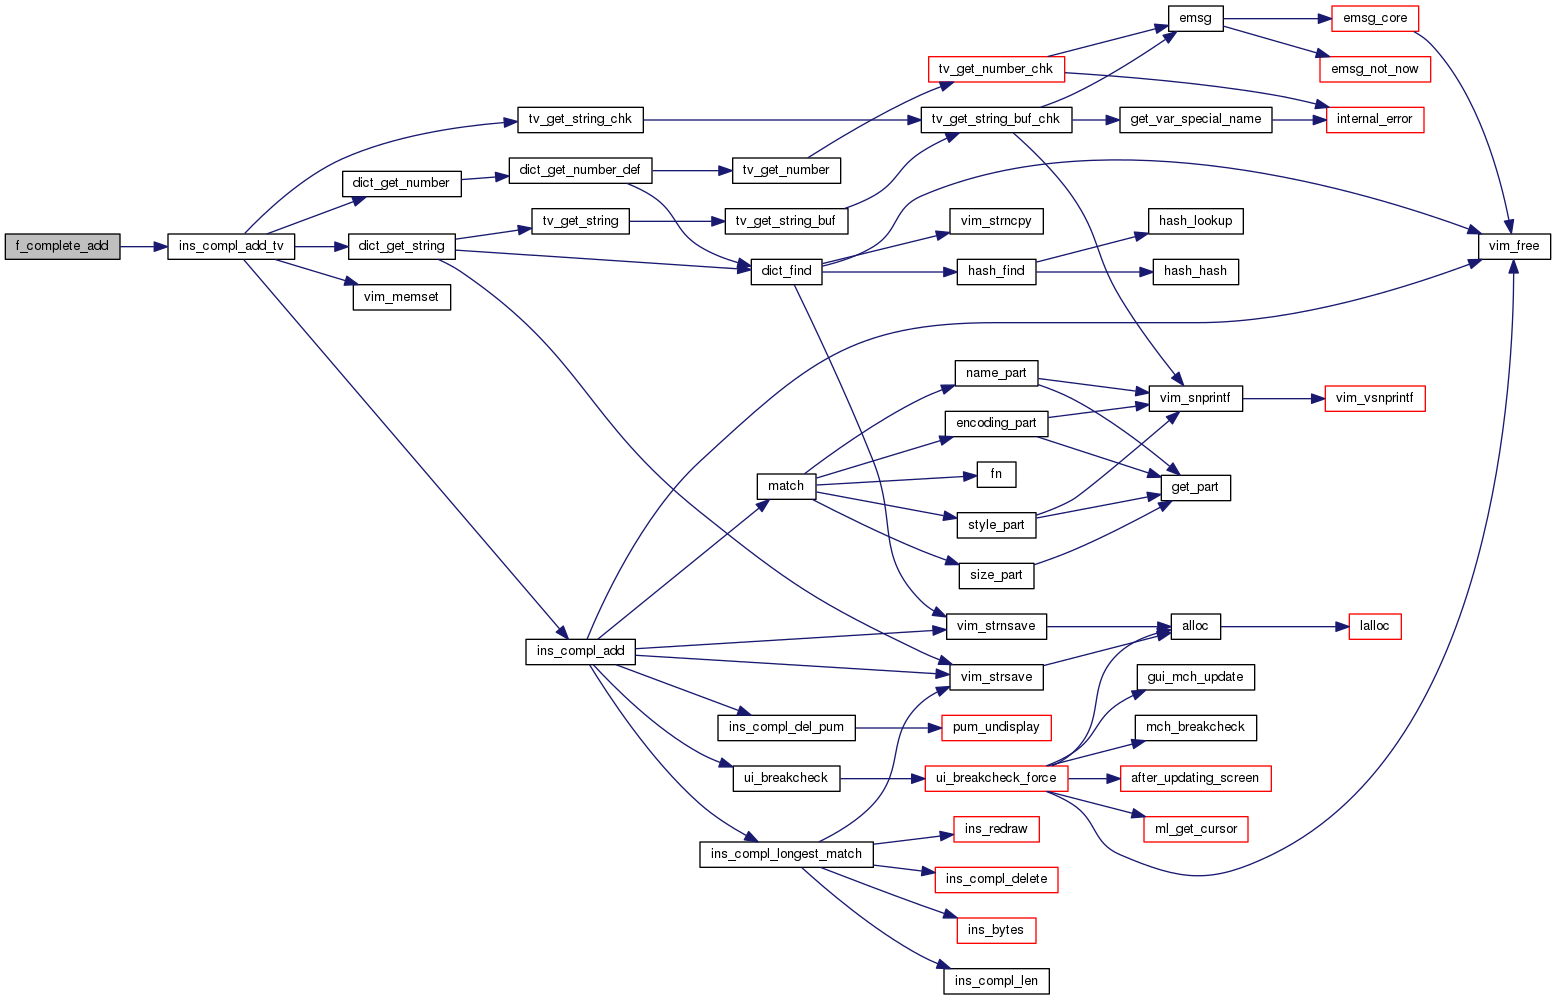 emsg
emsg_core
tv_get_number_chk
emsg_not_now
tv_get_string_chk
tv_get_string_buf_chk
get_var_special_name
internal_error
dict_get_number
dict_get_number_def
tv_get_number
f_complete_add
ins_compl_add_tv
dict_get_string
tv_get_string
tv_get_string_buf
vim_strncpy
hash_lookup
vim_free
vim_memset
dict_find
hash_find
hash_hash
name_part
vim_snprintf
vim_vsnprintf
encoding_part
match
fn
get_part
style_part
size_part
ins_compl_add
vim_strnsave
alloc
lalloc
vim_strsave
gui_mch_update
ins_compl_del_pum
pum_undisplay
mch_breakcheck
ui_breakcheck
ui_breakcheck_force
after_updating_screen
ins_redraw
ml_get_cursor
ins_compl_longest_match
ins_compl_delete
ins_bytes
ins_compl_len